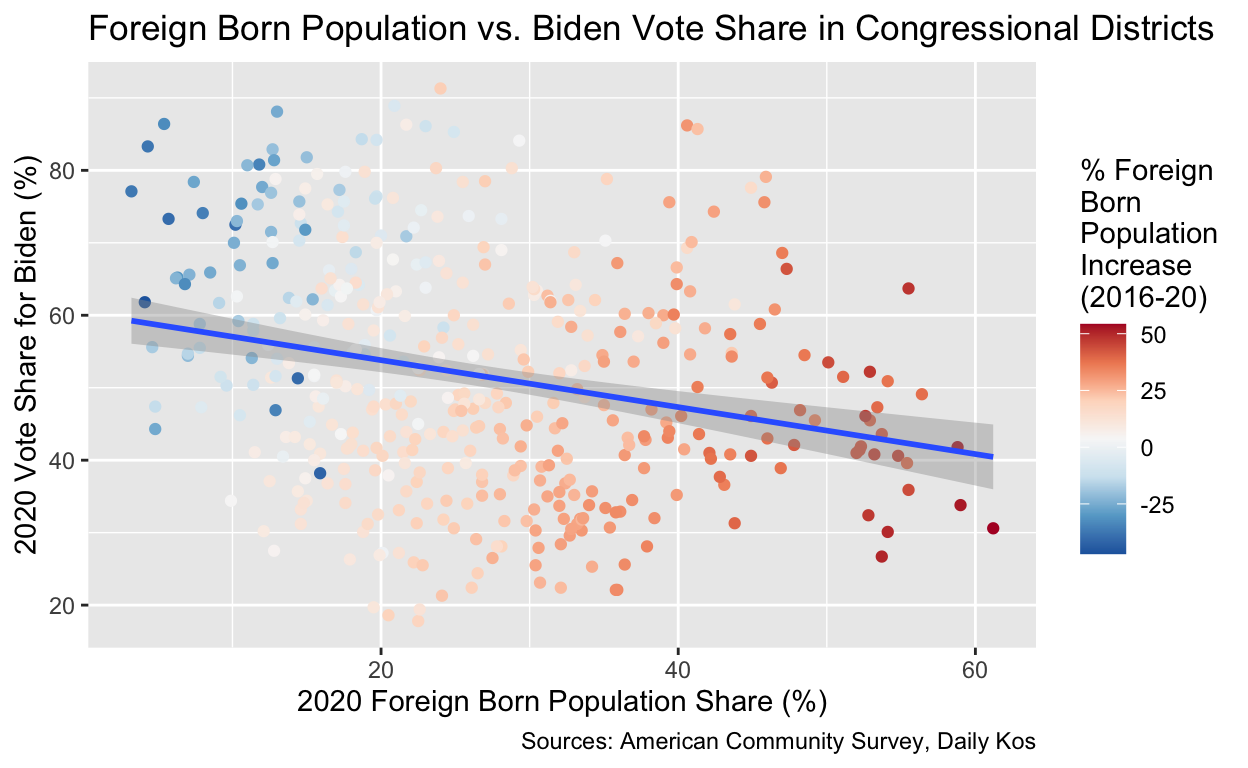 Foreign Born Population vs. Biden Vote Share in Congressional Districts
2020 Vote Share for Biden (%)
80
60
40
20
20
40
60
2020 Foreign Born Population Share (%)
% Foreign
Born
Population
Increase
(2016-20)
50
25
0
-25
Sources: American Community Survey, Daily Kos